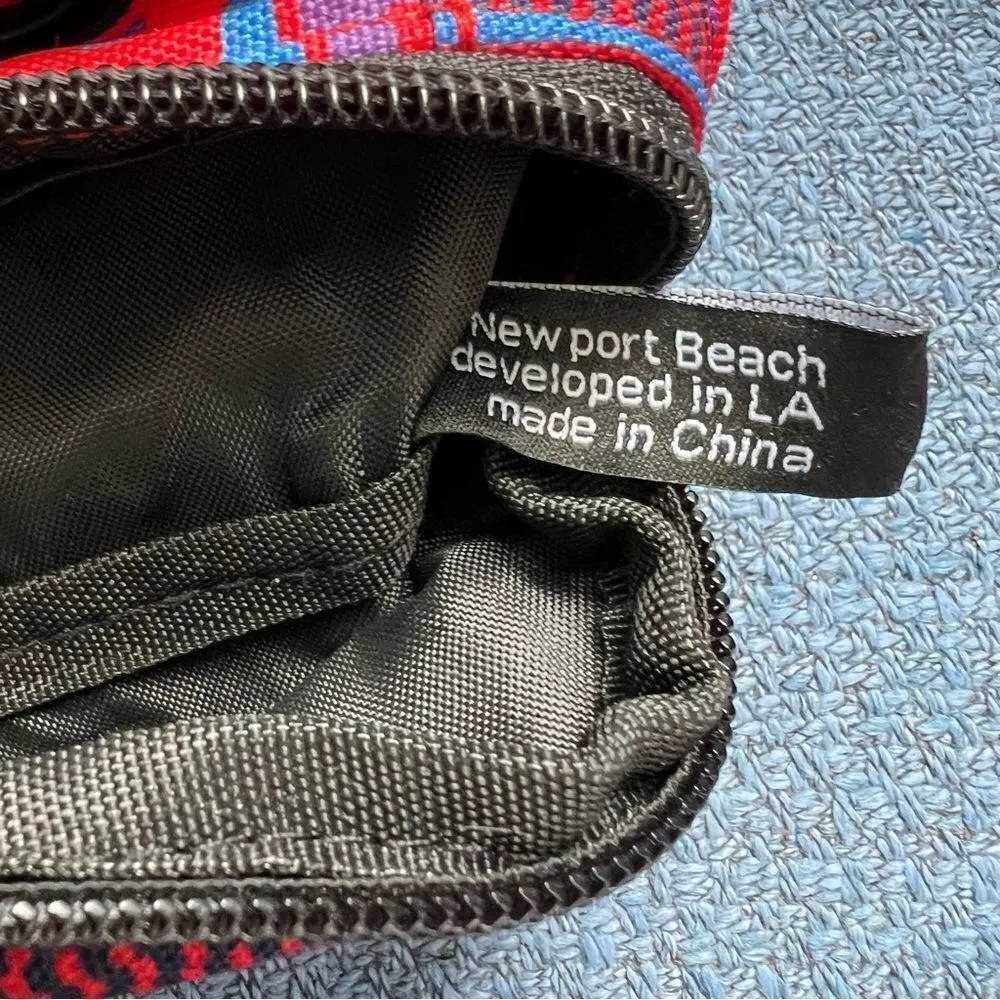 New port Beach
developed in LA
made in China